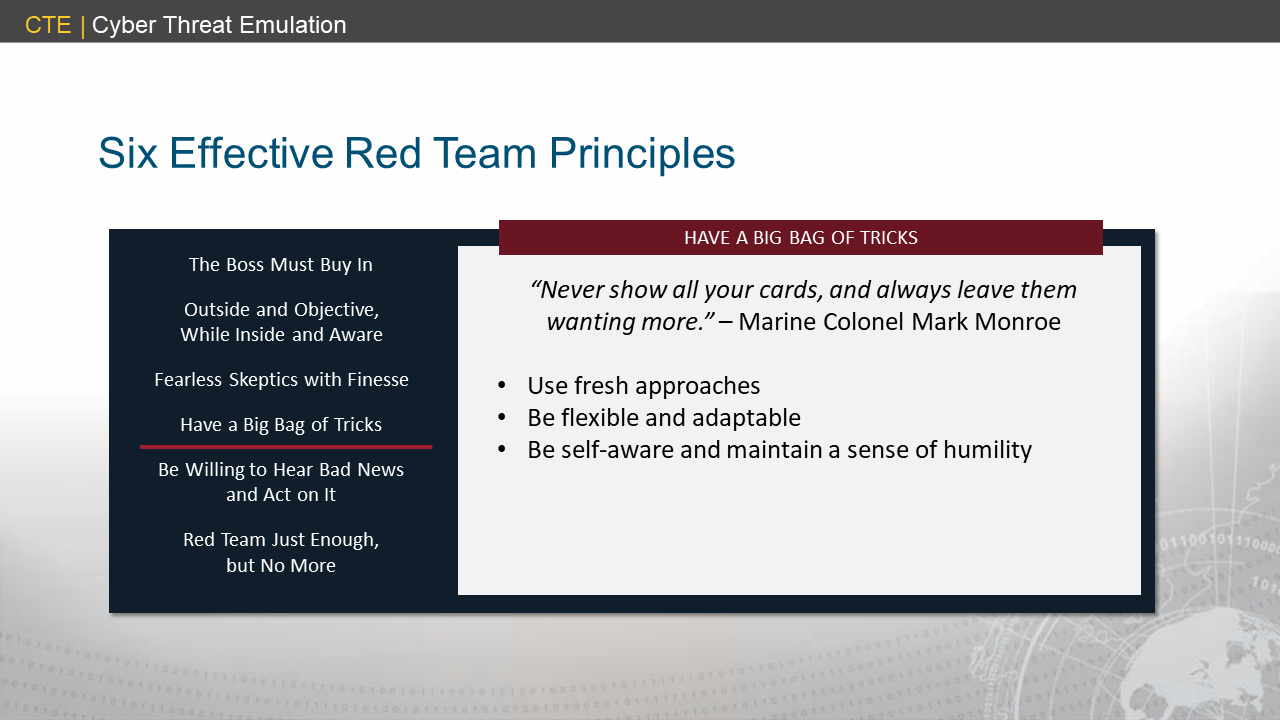 CTE | Cyber Threat Emulation
Six Effective Red Team Principles
The Boss Must Buy In
Outside and Objective,
While Inside and Aware
Fearless Skeptics with Finesse
Have a Big Bag of Tricks
Be Willing to Hear Bad News
and Act on It
Red Team Just Enough,
but No More
HAVE A BIG BAG OF TRICKS
“Never show all your cards, and always leave them
wanting more.” – Marine Colonel Mark Monroe
• Use fresh approaches
• Be flexible and adaptable
• Be self-aware and maintain a sense of humility